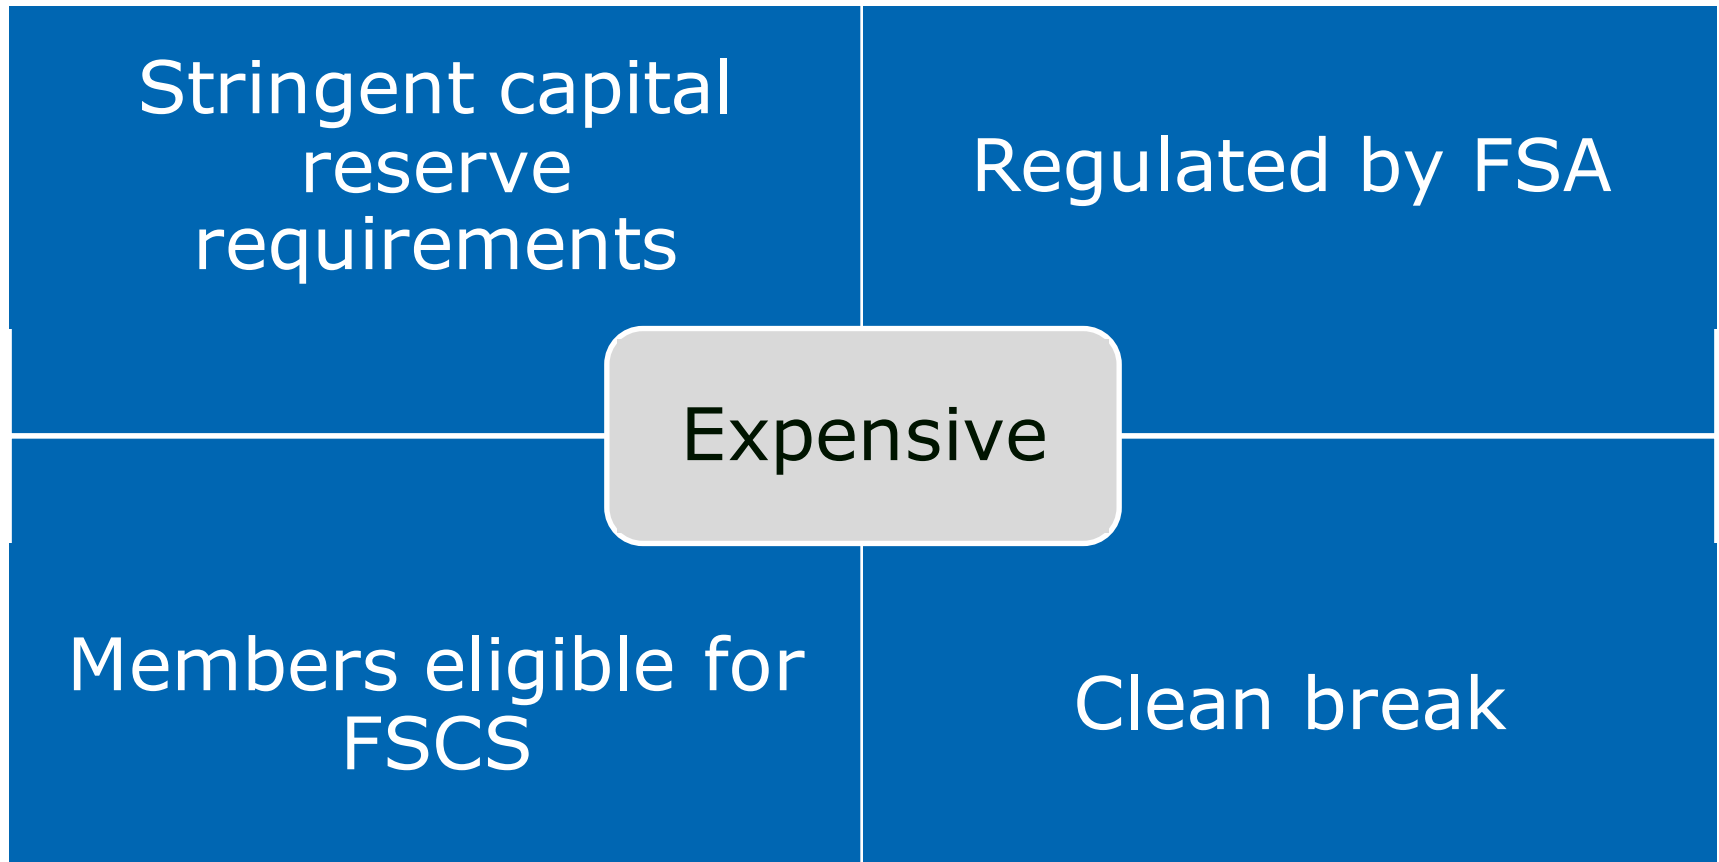 Stringent capital
reserve
requirements
Regulated by FSA
Expensive
Members eligible for
FSCS
Clean break